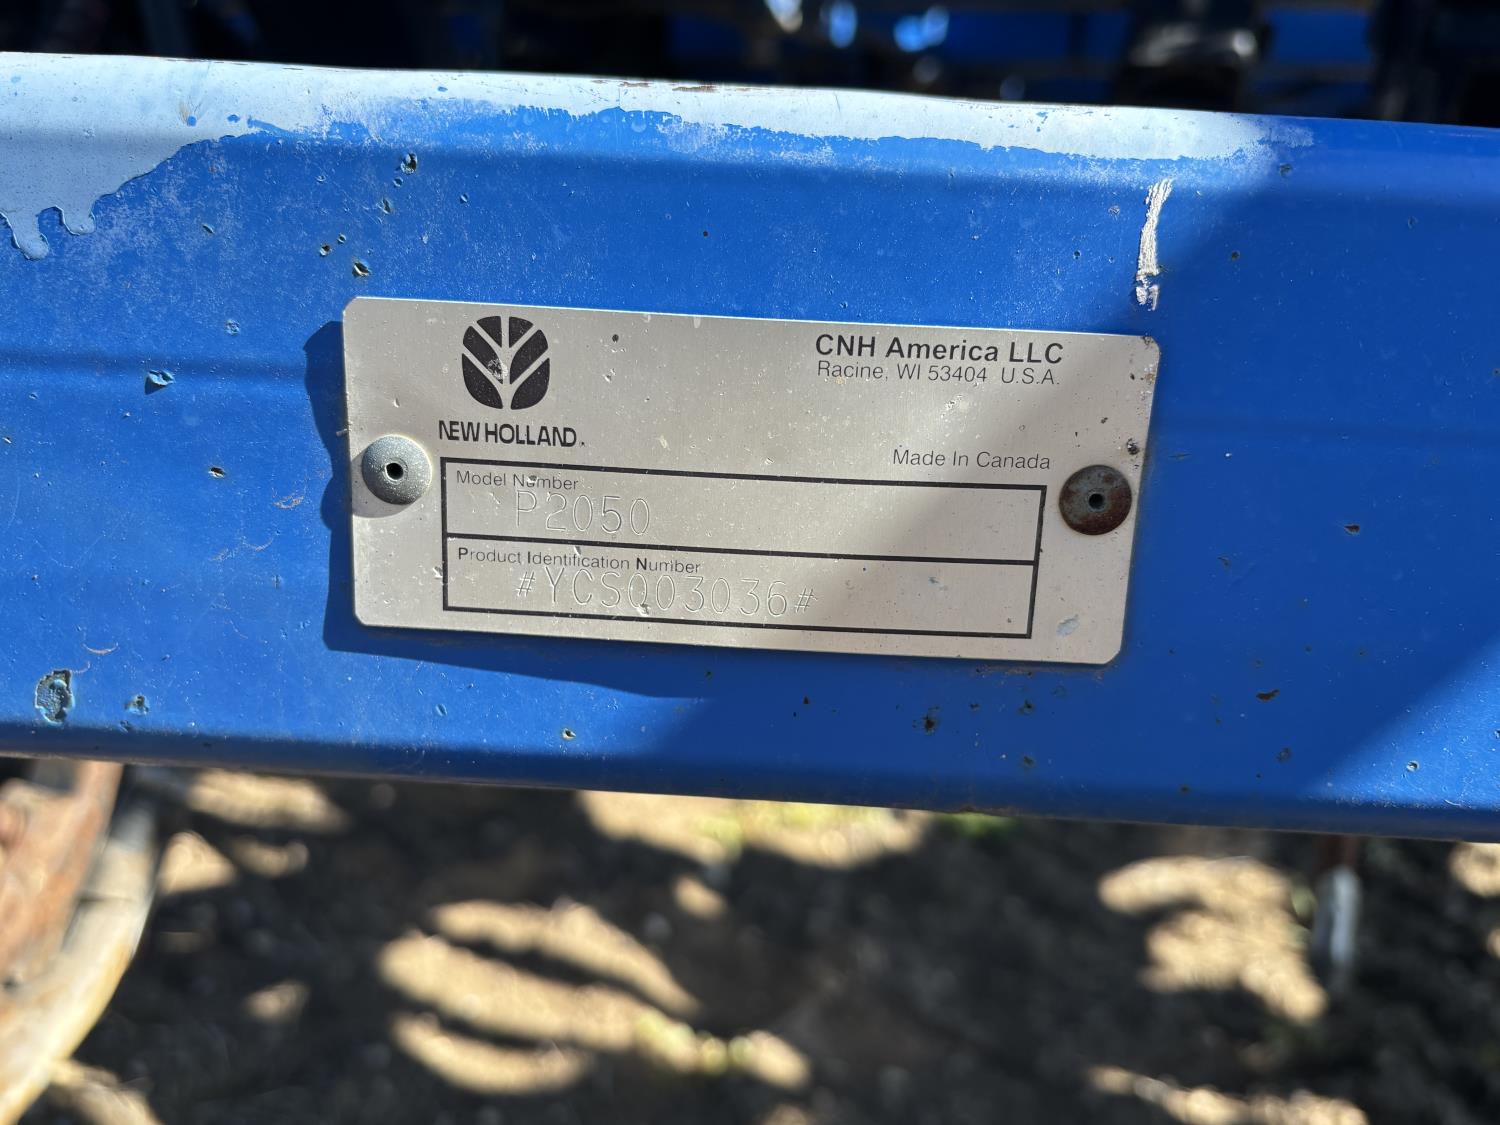 NEW HOLLAND
CNH America LLC
Racine, WI 53404 U.S.A.
Made In Canada
Model Number
P2050
Product Identification Number
#YCS003036#